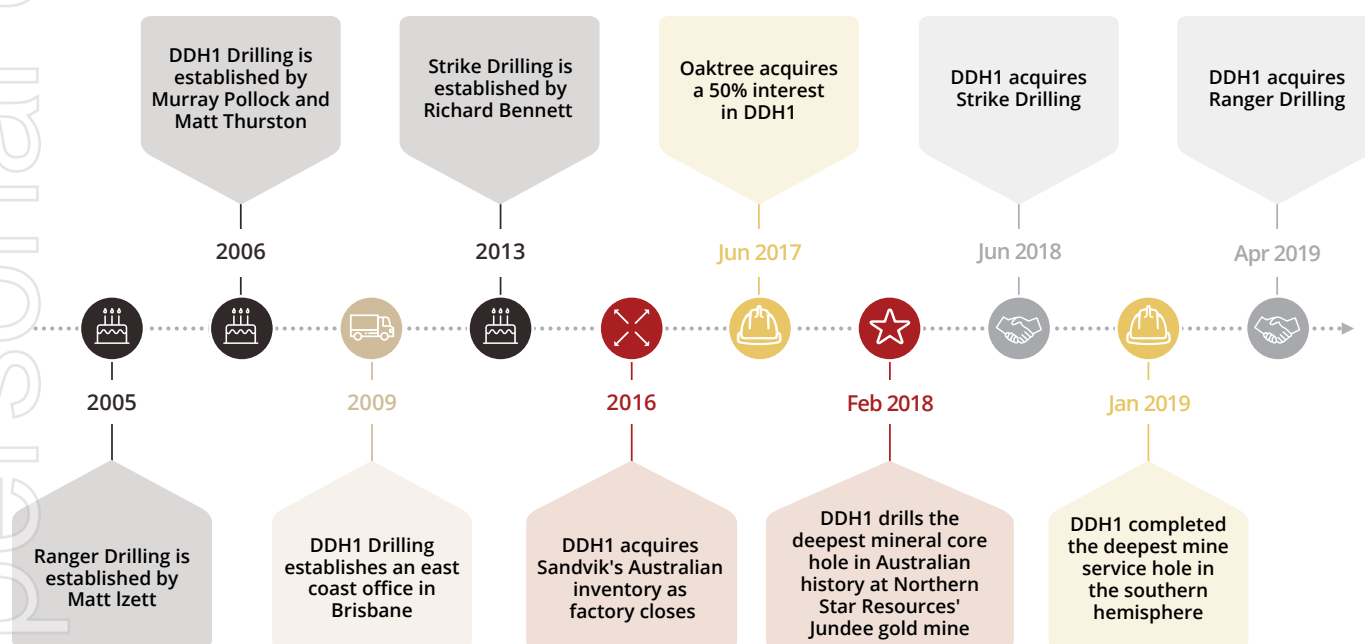 DDH1 Drilling is
established by
Murray Pollock and
Matt Thurston
Strike Drilling is
established by
Richard Bennett
Oaktree acquires
a 50% interest
in DDH1
DDH1 acquires
Strike Drilling
DDH1 acquires
Ranger Drilling
2006
2013
Jun 2017
Jun 2018
Apr 2019
2005
2009
2016
Feb 2018
Jan 2019
Ranger Drilling is
established by
Matt Izett
DDH1 Drilling
establishes an east
coast office in
Brisbane
DDH1 acquires
Sandvik's Australian
inventory as
factory closes
DDH1 drills the
deepest mineral core
hole in Australian
history at Northern
Star Resources'
Jundee gold mine
DDH1 completed
the deepest mine
service hole in
the southern
hemisphere
personal